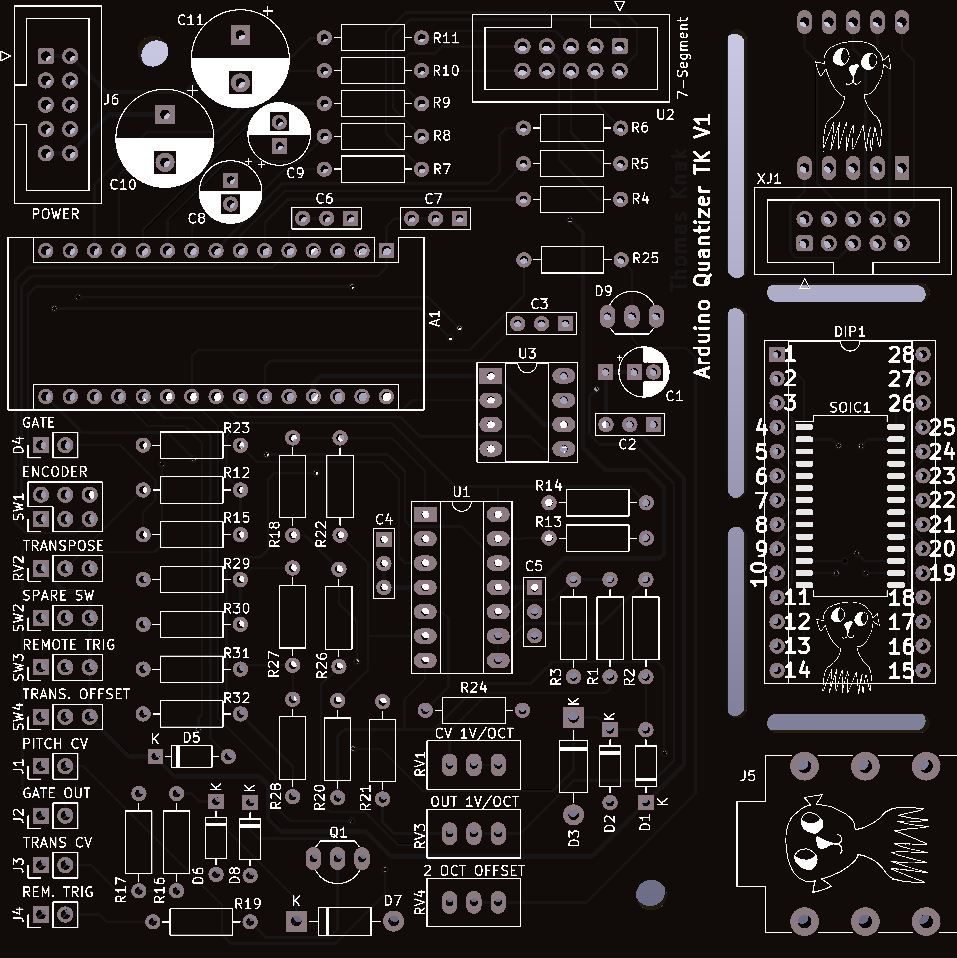 C11
R11
R10
R9
R8
R7
J6
C10
C9
C8
POWER
7-Segment
U2
R6
R5
R4
R25
C6
C7
A1
Thomas Knak
Arduino Quantizer TK V1
XJ1
D9
C3
U3
C1
C2
DIP1
SOIC1
1
2
3
4
5
6
7
8
9
10
11
12
13
14
28
27
26
25
24
23
22
21
20
19
18
17
16
15
GATE
D4
ENCODER
SW1
TRANSPOSE
RV2
SPARE SW
SW2
REMOTE TRIG
SW3
TRANS. OFFSET
SW4
PITCH CV
J1
GATE OUT
J2
TRANS CV
J3
REM. TRIG
J4
R23
R12
R15
R29
R30
R31
R32
K
D5
R18
R22
R27
R26
R28
R20
R21
C4
U1
R14
R13
C5
R3
R1
R2
R24
CV 1V/OCT
RV1
OUT 1V/OCT
RV3
2 OCT OFFSET
RV4
K
D3
K
D2
D1
K
R17
R16
K
D6
K
D8
R19
Q1
K
D7
J5